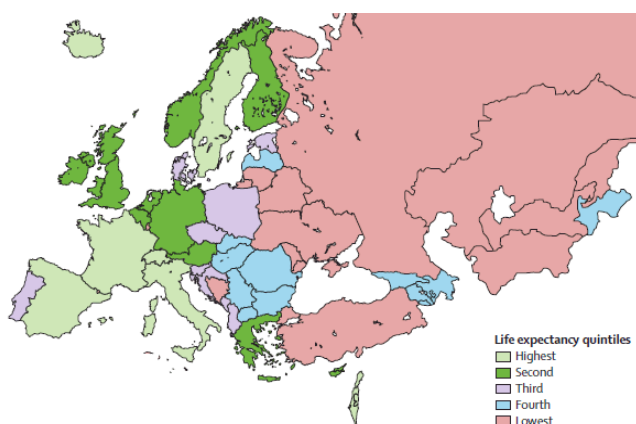 Life expectancy quintiles
Highest
Second
Third
Fourth
Lowest